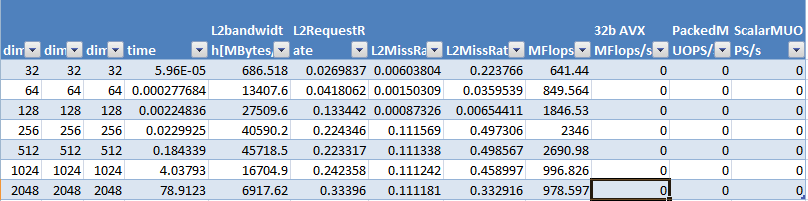 L2bandwidt L2RequestR 32b AVX PackedM ScalarMUO
dim dim dim time h[MBytes/ ate L2MissRa L2MissRat MFlops MFlops/s UOPS/ PS/s
32 32 32 5.96E-05 686.518 0.0269837 0.00603804 0.223766 641.44 0 0 0
64 64 64 0.000277684 13407.6 0.0418062 0.00150309 0.0359539 849.564 0 0 0
128 128 128 0.00224836 27509.6 0.133442 0.00087326 0.00654411 1846.53 0 0 0
256 256 256 0.0229925 40590.2 0.224346 0.111569 0.497306 2346 0 0 0
512 512 512 0.184339 45718.5 0.223317 0.111338 0.498567 2690.98 0 0 0
1024 1024 1024 4.03793 16704.9 0.242358 0.111242 0.458997 996.826 0 0 0
2048 2048 2048 78.9123 6917.62 0.33396 0.111181 0.332916 978.597 0 0 0